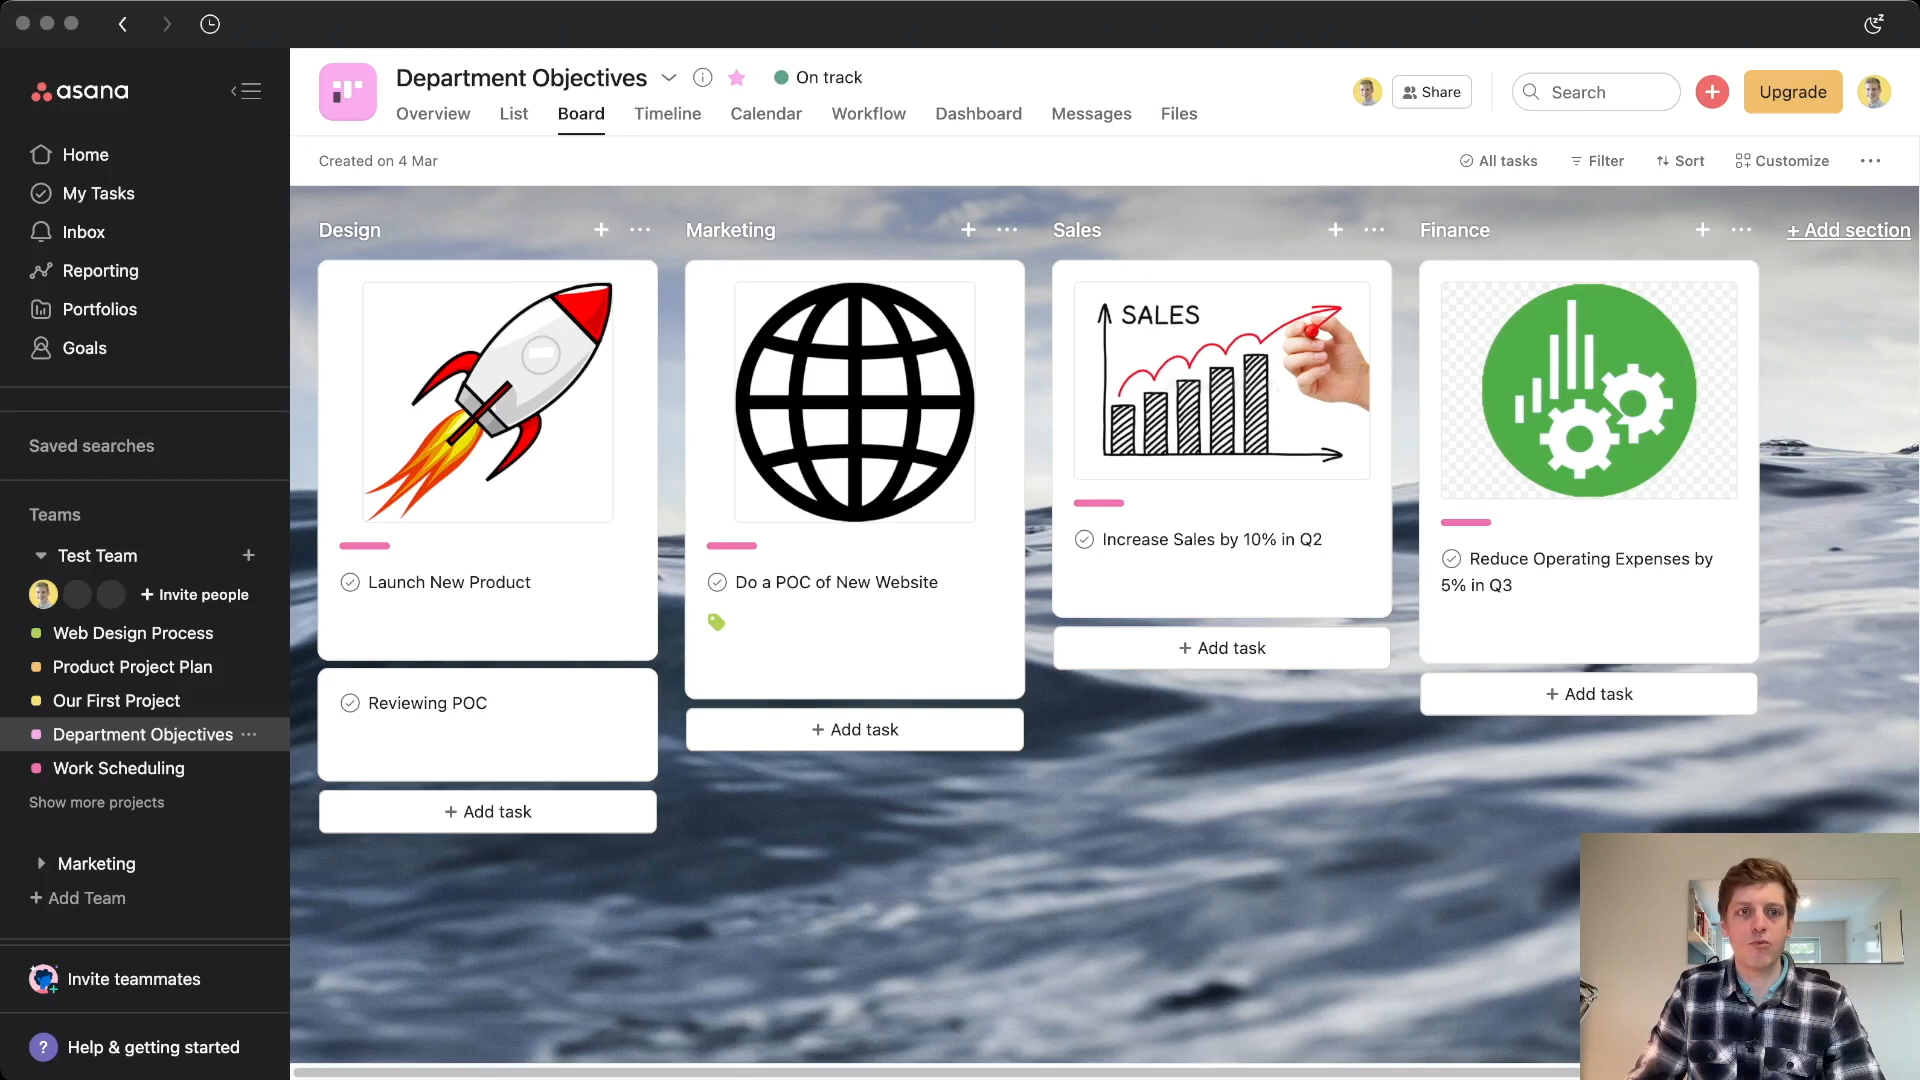 asana
Home
My Tasks
Inbox
Reporting
Portfolios
Goals
Saved searches
Teams
Test Team
+ Invite people
Web Design Process
Product Project Plan
Our First Project
Department Objectives ...
Work Scheduling
Show more projects
Marketing
+ Add Team
Invite teammates
? Help & getting started
Department Objectives
On track
Share
Search
Upgrade
Overview List Board Timeline Calendar Workflow Dashboard Messages Files
Created on 4 Mar
All tasks Filter Sort Customize ...
Design + ...
Launch New Product
Reviewing POC
+ Add task
Marketing + ...
Do a POC of New Website
+ Add task
Sales + ...
SALES
Increase Sales by 10% in Q2
+ Add task
Finance + ...
Reduce Operating Expenses by
5% in Q3
+ Add task
+ Add section